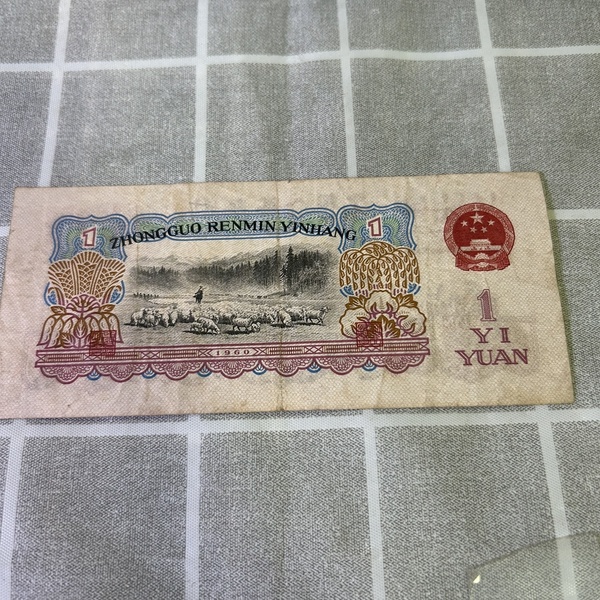 ZHONGGUO RENMIN YINHANG
1
1
1960
1
YI
YUAN